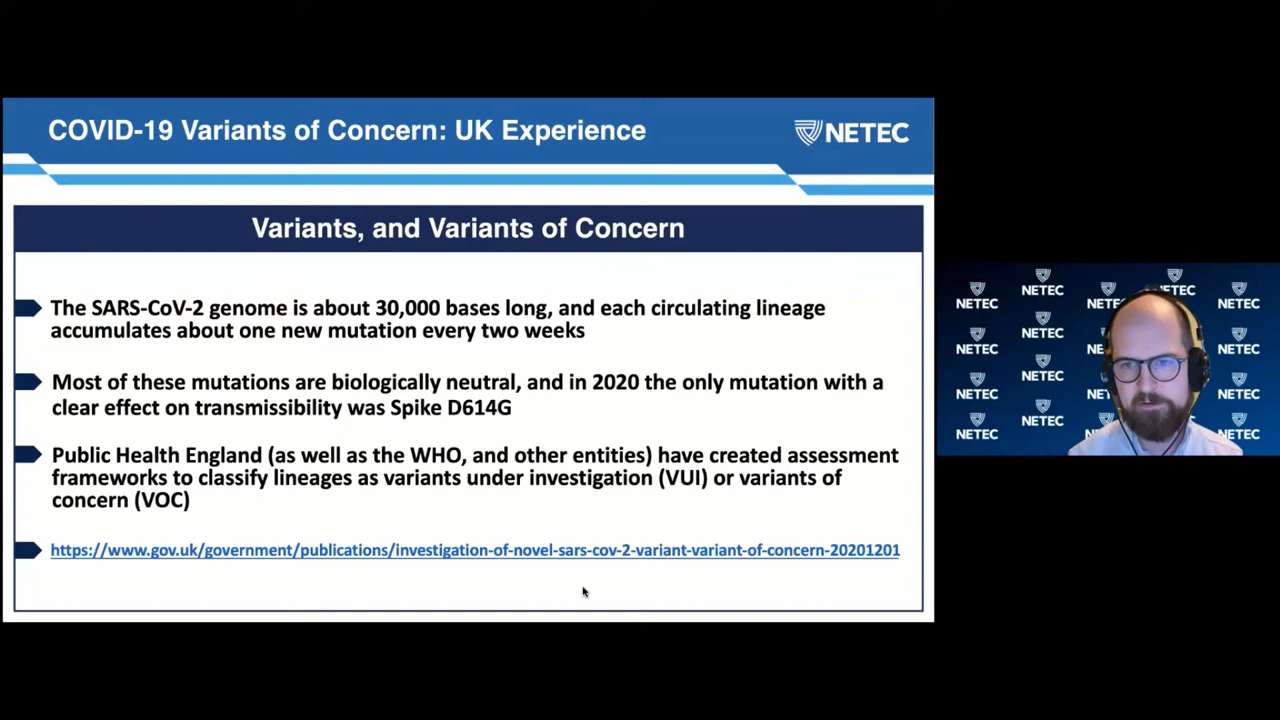 COVID-19 Variants of Concern: UK Experience
NETEC
Variants, and Variants of Concern
The SARS-CoV-2 genome is about 30,000 bases long, and each circulating lineage
accumulates about one new mutation every two weeks
Most of these mutations are biologically neutral, and in 2020 the only mutation with a
clear effect on transmissibility was Spike D614G
Public Health England (as well as the WHO, and other entities) have created assessment
frameworks to classify lineages as variants under investigation (VUI) or variants of
concern (VOC)
https://www.gov.uk/government/publications/investigation-of-novel-sars-cov-2-variant-variant-of-concern-20201201
NETEC
NETEC
NETEC
NETEC
NETEC
NETEC
NETEC
NETEC
NETEC
NETEC
NETEC
NETEC
NETEC